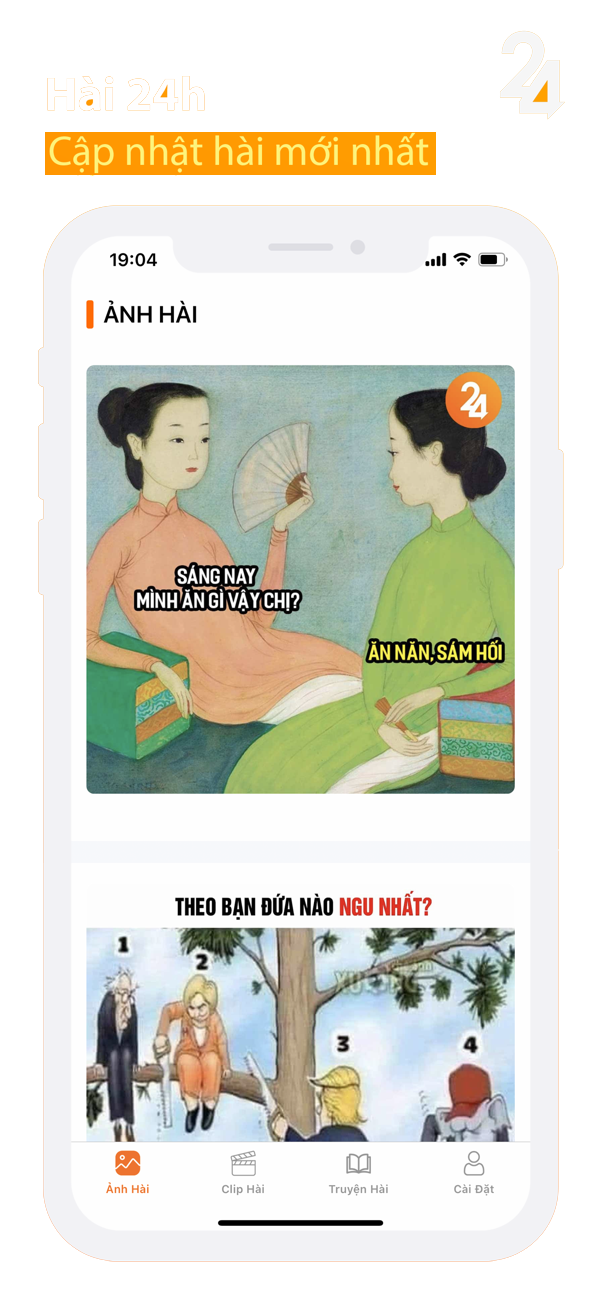 24
Hài 24h
Cập nhật hài mới nhất
19:04
ẢNH HÀI
24
SÁNG NAY
MÌNH ĂN GÌ VẬY CHỊ?
ĂN NĂN, SÁM HỐI
THEO BẠN ĐỨA NÀO NGU NHẤT?
1
2
3
4
Ảnh Hài
Clip Hài
Truyện Hài
Cài Đặt